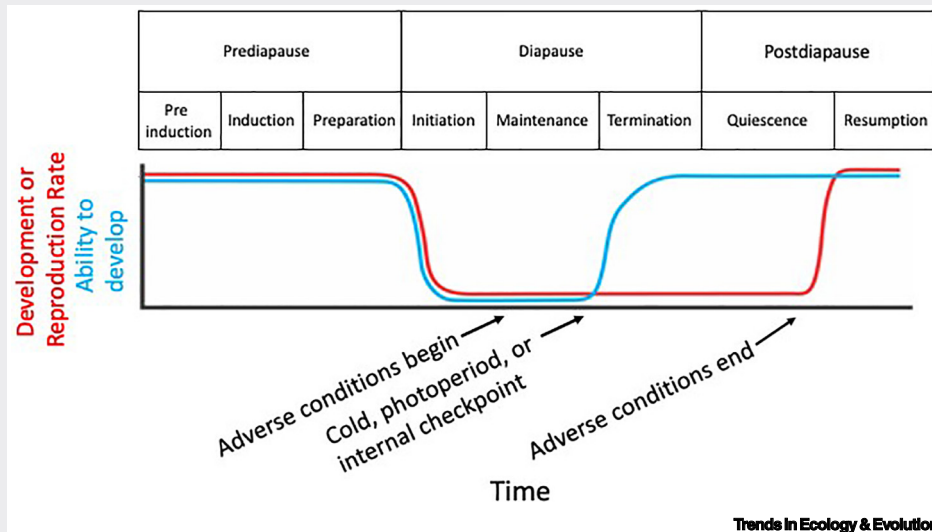 Prediapause
Diapause
Postdiapause
Pre
induction
Induction
Preparation
Initiation
Maintenance
Termination
Quiescence
Resumption
Development or
Reproduction Rate
Ability to
develop
Adverse conditions begin
Cold, photoperiod, or
internal checkpoint
Adverse conditions end
Time
Trends in Ecology & Evolution